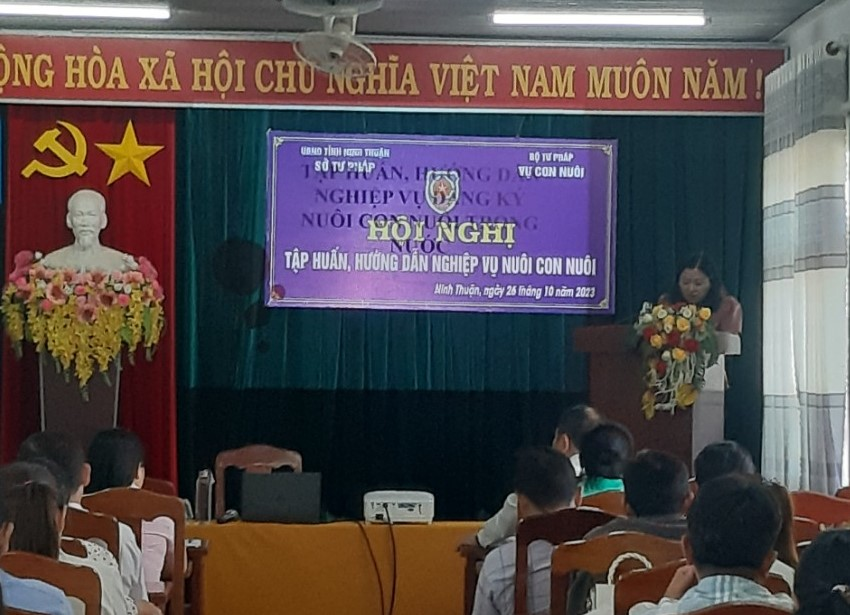 ỘNG HÒA XÃ HỘI CHỦ NGHĨA VIỆT NAM MUÔN NĂM !
UBND TỈNH NINH THUẬN
SỞ TƯ PHÁP
BỘ TƯ PHÁP
VỤ CON NUÔI
TẬP HUẤN, HƯỚNG DẪN
NGHIỆP VỤ ĐĂNG KÝ
NUÔI CON NUÔI TRONG
NƯỚC
HỘI NGHỊ
TẬP HUẤN, HƯỚNG DẪN NGHIỆP VỤ NUÔI CON NUÔI
Ninh Thuận, ngày 26 tháng 10 năm 2023